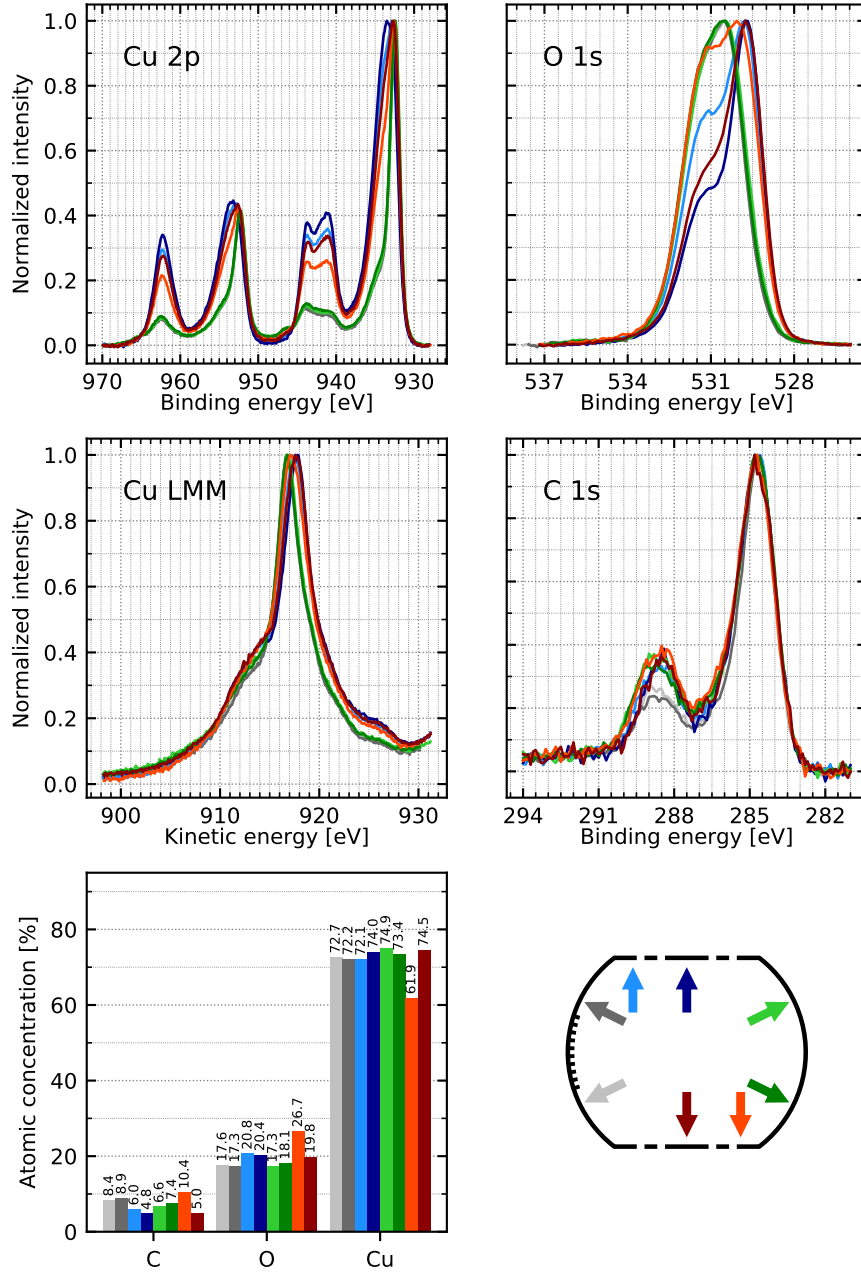 Cu 2p
1.0
0.8
0.6
0.4
0.2
0.0
Normalized intensity
970 960 950 940 930
Binding energy [eV]
O 1s
537 534 531 528
Binding energy [eV]
Cu LMM
1.0
0.8
0.6
0.4
0.2
0.0
Normalized intensity
900 910 920 930
Kinetic energy [eV]
C 1s
294 291 288 285 282
Binding energy [eV]
80
60
40
20
0
Atomic concentration [%]
8.4 8.9 6.0 4.8 6.6 7.4 10.4 5.0
17.6 17.3 20.8 20.4 17.3 18.1 26.7 19.8
72.7 72.2 72.1 74.0 74.9 73.4 61.9 74.5
C O Cu